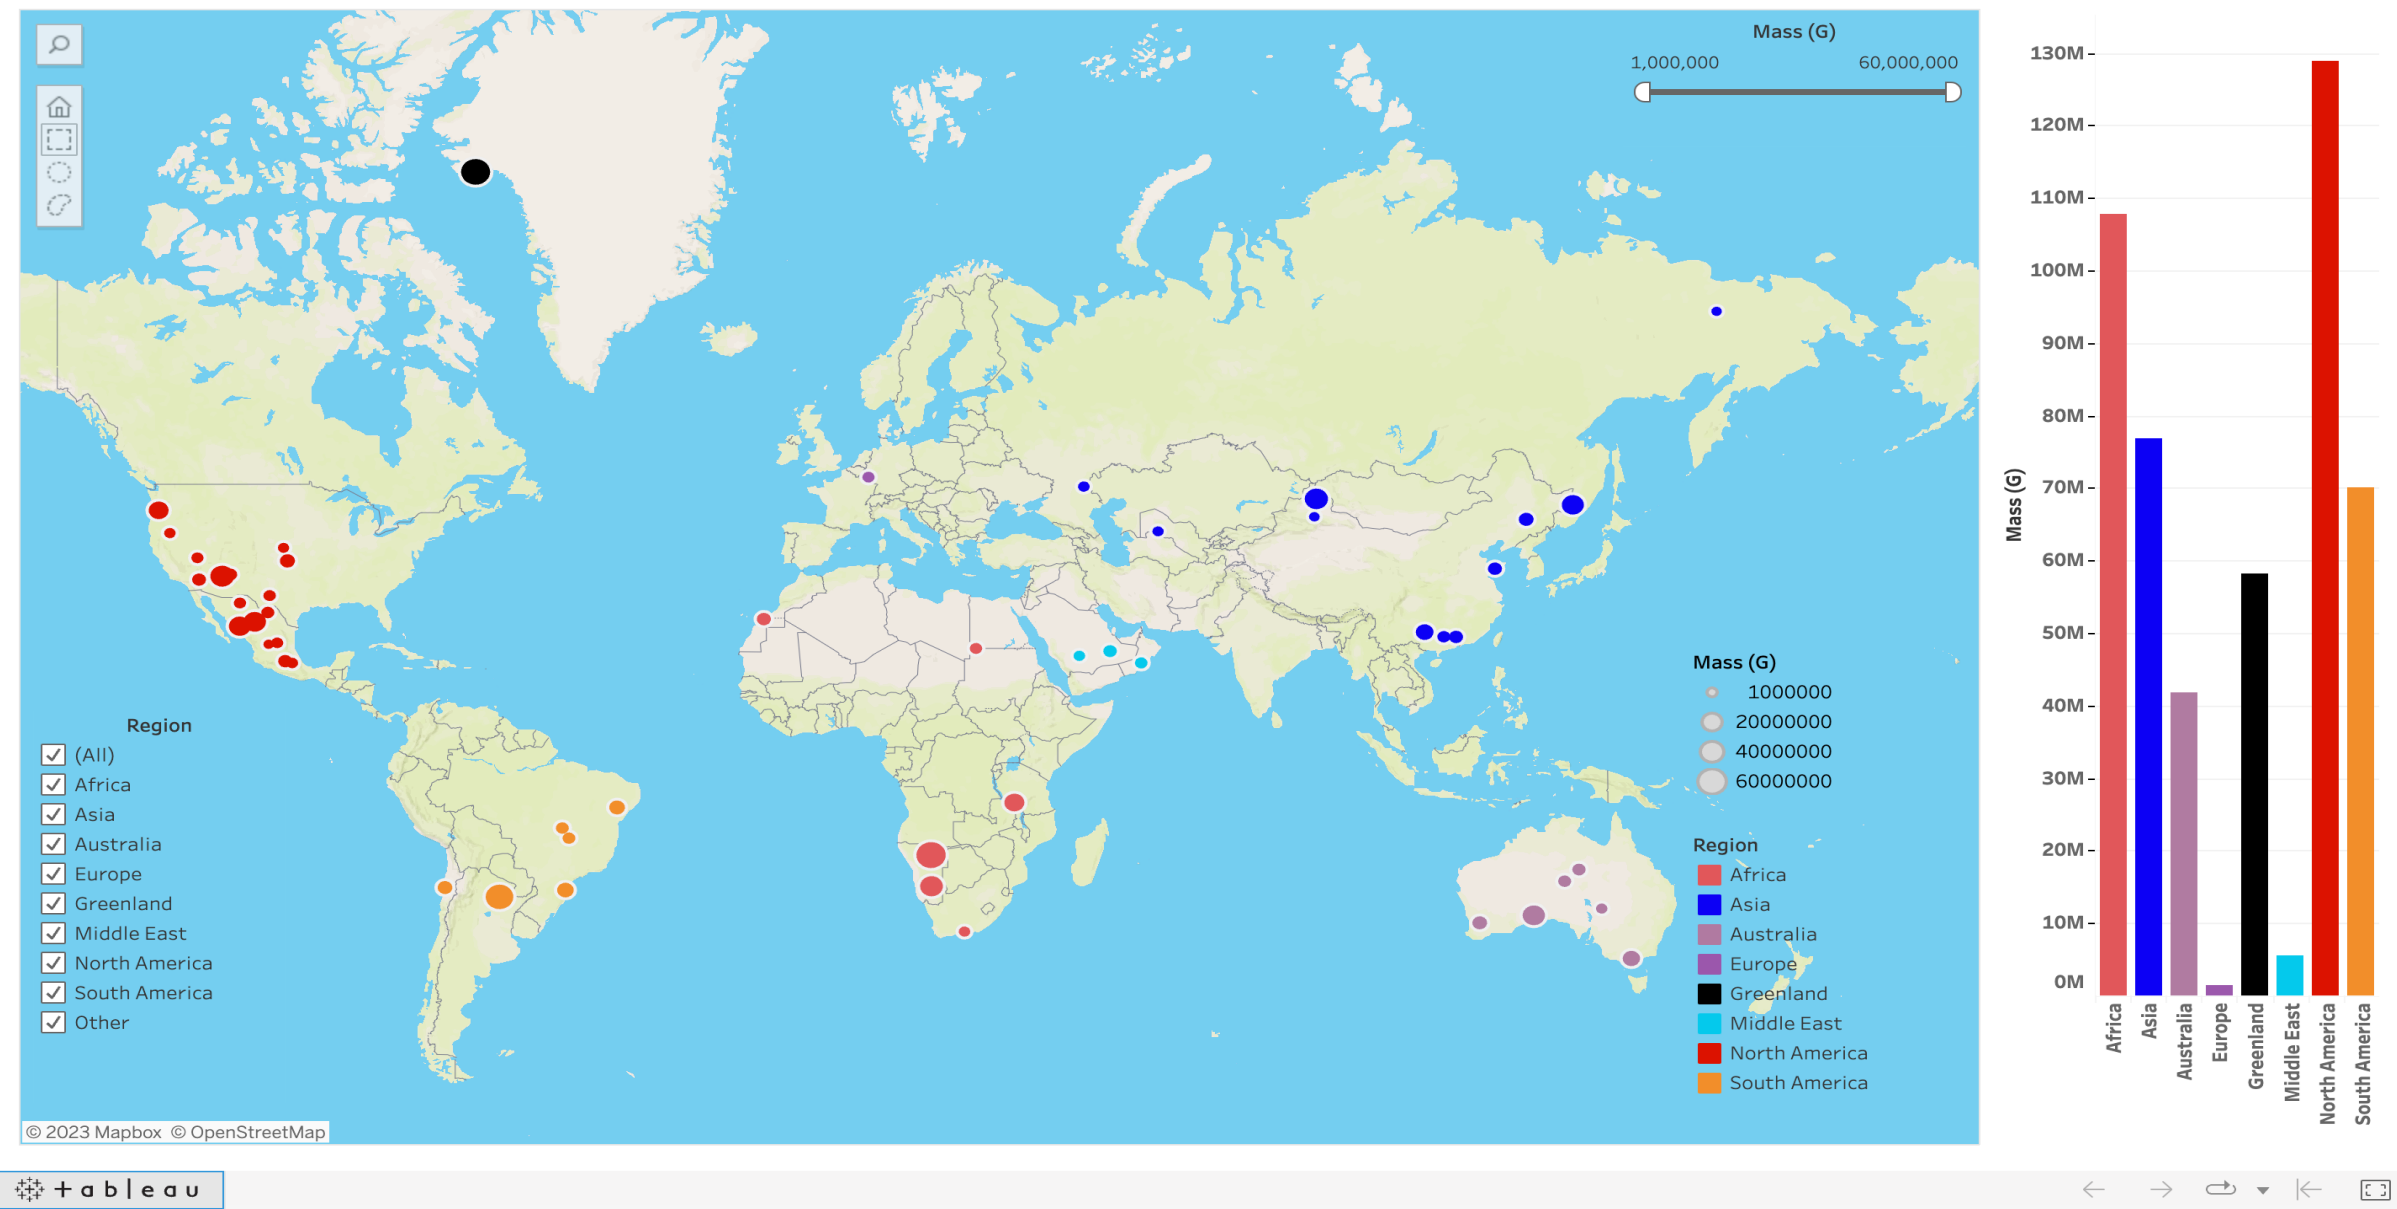 Mass (G)
1,000,000 60,000,000
Mass (G)
1000000
20000000
40000000
60000000
Region
(All)
Africa
Asia
Australia
Europe
Greenland
Middle East
North America
South America
Other
Region
Africa
Asia
Australia
Europe
Greenland
Middle East
North America
South America
© 2023 Mapbox © OpenStreetMap
130M
120M
110M
100M
90M
80M
70M
60M
50M
40M
30M
20M
10M
0M
Mass (G)
Africa
Asia
Australia
Europe
Greenland
Middle East
North America
South America
+ a b l e a u